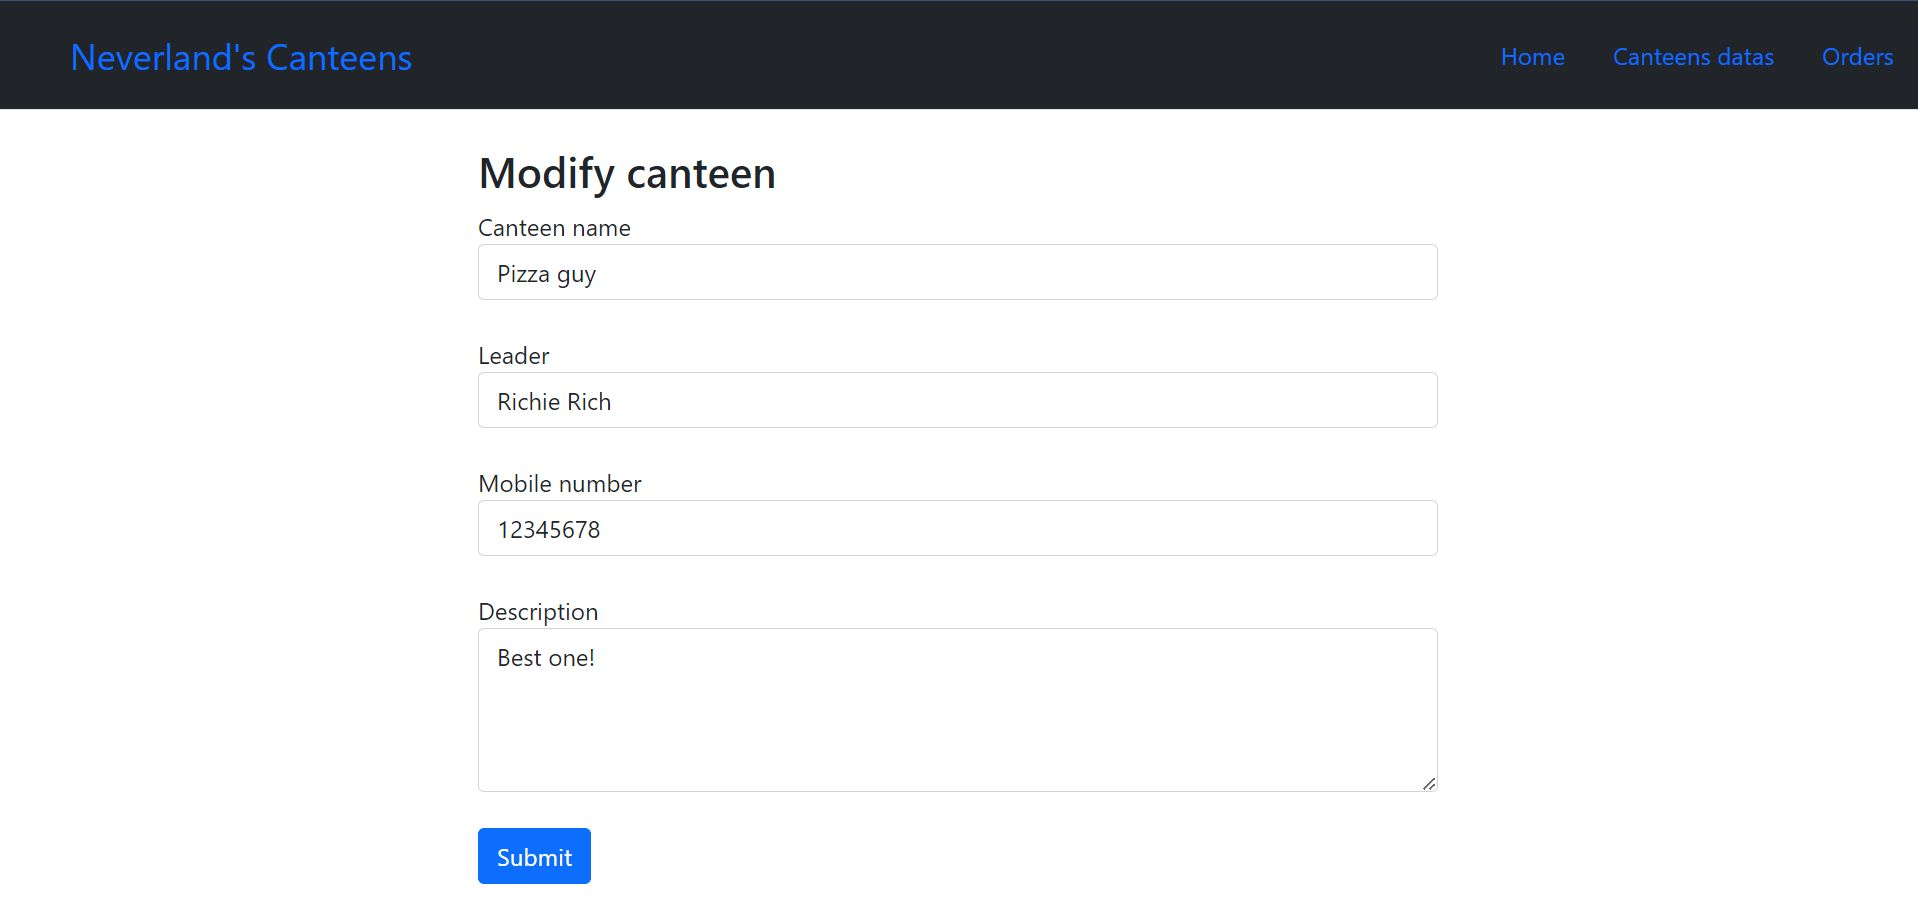 Neverland's Canteens
Home Canteens datas Orders
Modify canteen
Canteen name
Pizza guy
Leader
Richie Rich
Mobile number
12345678
Description
Best one!
Submit